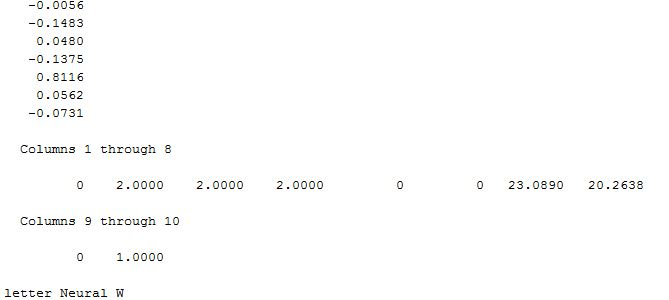 -0.0056
-0.1483
0.0480
-0.1375
0.8116
0.0562
-0.0731
Columns 1 through 8
0 2.0000 2.0000 2.0000 0 0 23.0890 20.2638
Columns 9 through 10
0 1.0000
letter Neural W